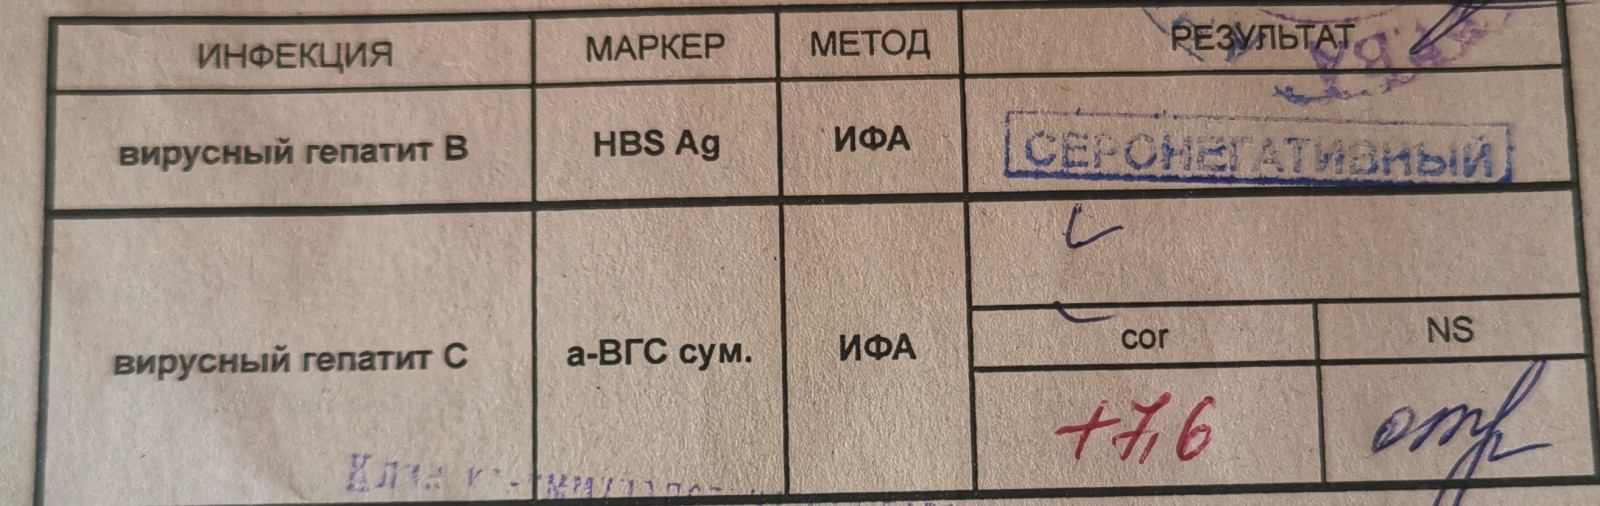 ИНФЕКЦИЯ МАРКЕР МЕТОД РЕЗУЛЬТАТ
вирусный гепатит В HBS Ag ИФА СЕРОНЕГАТИВНЫЙ
вирусный гепатит С а-ВГС сум. ИФА
cor NS
+7,6 отр